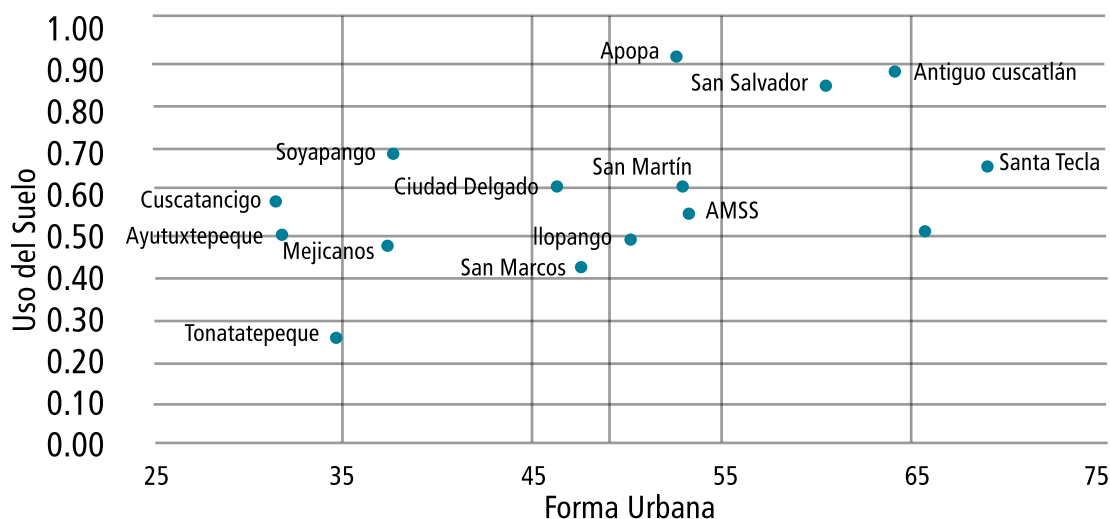 1.00
Apopa
0.90
San Salvador
Antiguo cuscatlán
0.80
0.70
Soyapango
San Martín
Santa Tecla
0.60
Ciudad Delgado
Cuscatancigo
AMSS
0.50
Ayutuxtepeque
Mejicanos
Ilopango
San Marcos
0.40
0.30
Tonatatepeque
0.20
0.10
0.00
Uso del Suelo
25 35 45 55 65 75
Forma Urbana